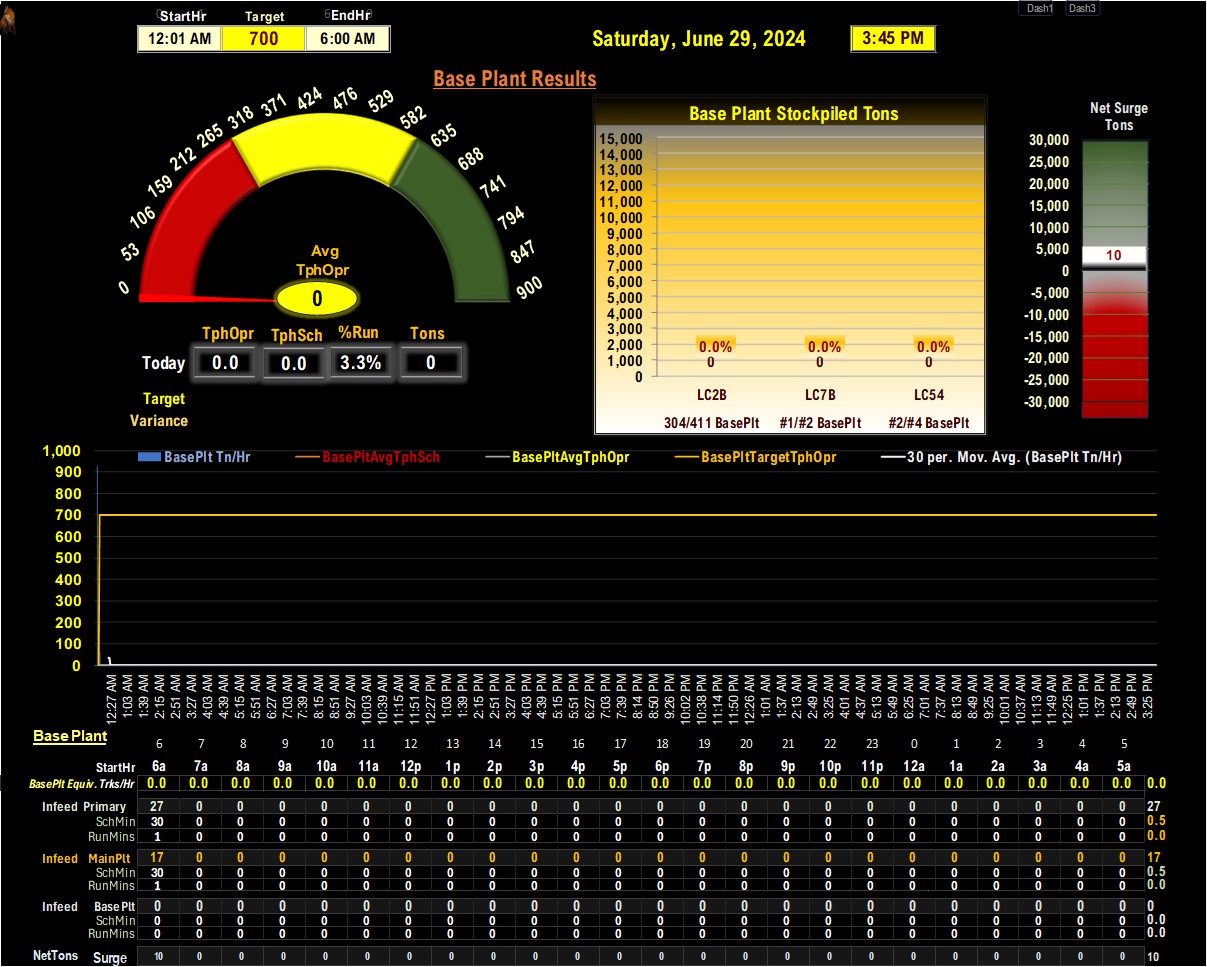 Dash1 Dash3
StartHr Target EndHr
12:01 AM 700 6:00 AM
Saturday, June 29, 2024 3:45 PM
Base Plant Results
0 53 106 159 212 265 318 371 424 476 529 582 635 688 741 794 847 900
Avg
TphOpr
0
TphOpr TphSch %Run Tons
Today 0.0 0.0 3.3% 0
Target
Variance
Base Plant Stockpiled Tons
15,000
14,000
13,000
12,000
11,000
10,000
9,000
8,000
7,000
6,000
5,000
4,000
3,000
2,000
1,000
0
0.0% 0.0% 0.0%
0 0 0
LC2B LC7B LC54
304/411 BasePlt #1/#2 BasePlt #2/#4 BasePlt
Net Surge
Tons
30,000
25,000
20,000
15,000
10,000
5,000
0
-5,000
-10,000
-15,000
-20,000
-25,000
-30,000
10
BasePlt Tn/Hr BasePltAvgTphSch BasePltAvgTphOpr BasePltTargetTphOpr 30 per. Mov. Avg. (BasePlt Tn/Hr)
1,000
900
800
700
600
500
400
300
200
100
0
12:27 AM 1:03 AM 1:39 AM 2:15 AM 2:51 AM 3:27 AM 4:03 AM 4:39 AM 5:15 AM 5:51 AM 6:27 AM 7:03 AM 7:39 AM 8:15 AM 8:51 AM 9:27 AM 10:03 AM 10:39 AM 11:15 AM 11:51 AM 12:27 PM 1:03 PM 1:39 PM 2:15 PM 2:51 PM 3:27 PM 4:03 PM 4:39 PM 5:15 PM 5:51 PM 6:27 PM 7:03 PM 7:39 PM 8:14 PM 8:50 PM 9:26 PM 10:02 PM 10:38 PM 11:14 PM 11:50 PM 12:26 AM 1:01 AM 1:37 AM 2:13 AM 2:49 AM 3:25 AM 4:01 AM 4:37 AM 5:13 AM 5:49 AM 6:25 AM 7:01 AM 7:37 AM 8:13 AM 8:49 AM 9:25 AM 10:01 AM 10:37 AM 11:13 AM 11:49 AM 12:25 PM 1:01 PM 1:37 PM 2:13 PM 2:49 PM 3:25 PM
Base Plant
6 7 8 9 10 11 12 13 14 15 16 17 18 19 20 21 22 23 0 1 2 3 4 5
StartHr 6a 7a 8a 9a 10a 11a 12p 1p 2p 3p 4p 5p 6p 7p 8p 9p 10p 11p 12a 1a 2a 3a 4a 5a
BasePlt Equiv. Trks/Hr 0.0 0.0 0.0 0.0 0.0 0.0 0.0 0.0 0.0 0.0 0.0 0.0 0.0 0.0 0.0 0.0 0.0 0.0 0.0 0.0 0.0 0.0 0.0 0.0 0.0
Infeed Primary 27 0 0 0 0 0 0 0 0 0 0 0 0 0 0 0 0 0 0 0 0 0 0 0 27
SchMin 30 0 0 0 0 0 0 0 0 0 0 0 0 0 0 0 0 0 0 0 0 0 0 0 0.5
RunMins 1 0 0 0 0 0 0 0 0 0 0 0 0 0 0 0 0 0 0 0 0 0 0 0 0.0
Infeed MainPlt 17 0 0 0 0 0 0 0 0 0 0 0 0 0 0 0 0 0 0 0 0 0 0 0 17
SchMin 30 0 0 0 0 0 0 0 0 0 0 0 0 0 0 0 0 0 0 0 0 0 0 0 0.5
RunMins 1 0 0 0 0 0 0 0 0 0 0 0 0 0 0 0 0 0 0 0 0 0 0 0 0.0
Infeed Base Plt 0 0 0 0 0 0 0 0 0 0 0 0 0 0 0 0 0 0 0 0 0 0 0 0 0
SchMin 0 0 0 0 0 0 0 0 0 0 0 0 0 0 0 0 0 0 0 0 0 0 0 0 0.0
RunMins 0 0 0 0 0 0 0 0 0 0 0 0 0 0 0 0 0 0 0 0 0 0 0 0 0.0
NetTons Surge 10 0 0 0 0 0 0 0 0 0 0 0 0 0 0 0 0 0 0 0 0 0 0 0 10